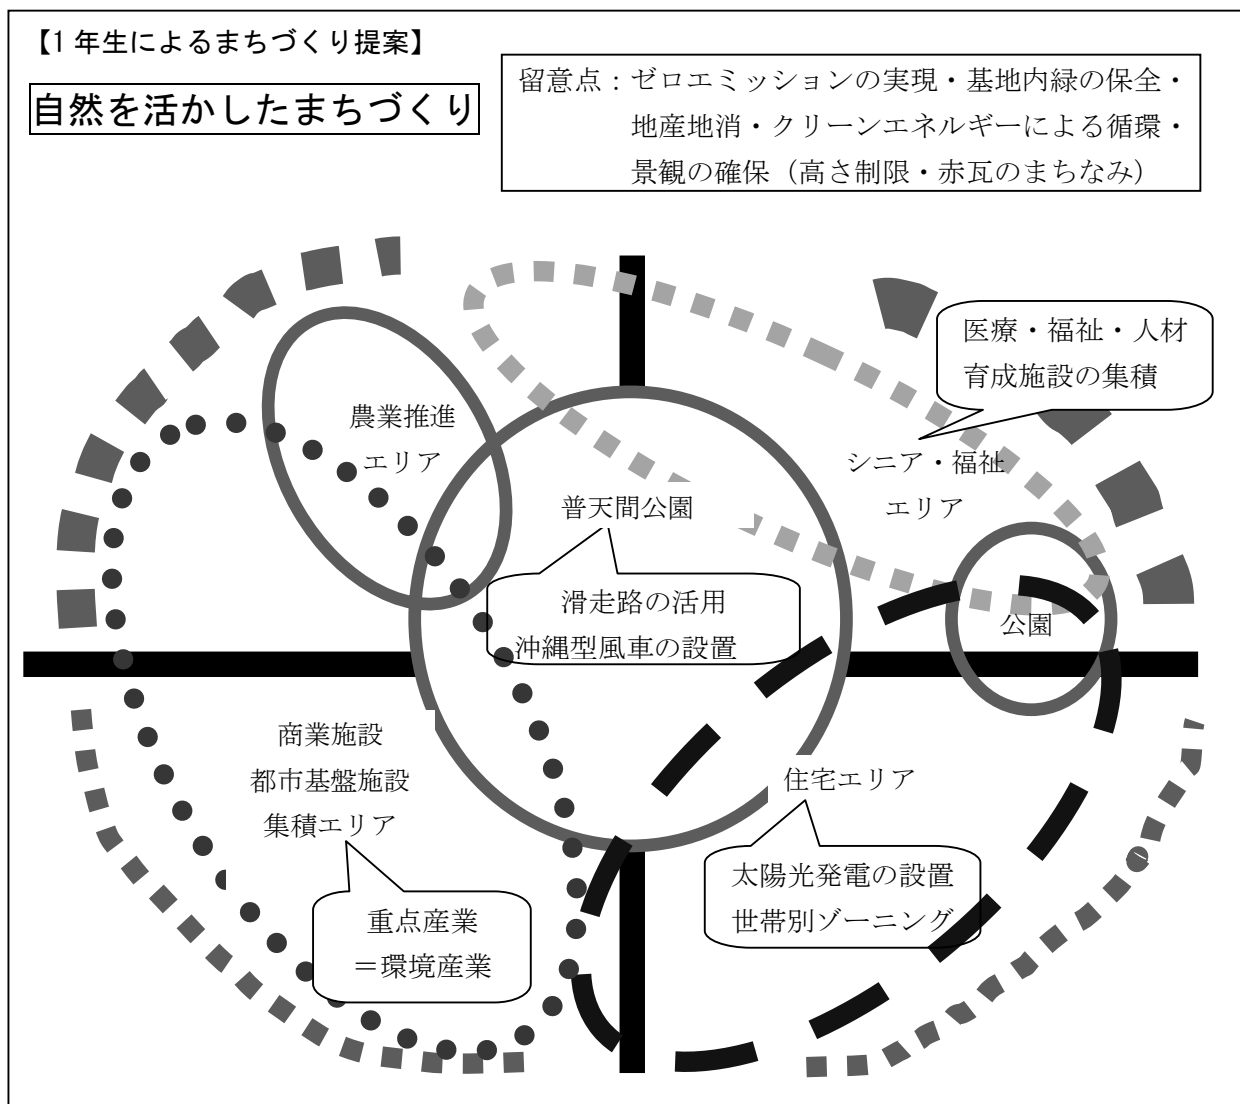 【1年生によるまちづくり提案】
自然を活かしたまちづくり
留意点：ゼロエミッションの実現・基地内緑の保全・
地産地消・クリーンエネルギーによる循環・
景観の確保（高さ制限・赤瓦のまちなみ）
医療・福祉・人材
育成施設の集積
農業推進
エリア
シニア・福祉
エリア
普天間公園
滑走路の活用
沖縄型風車の設置
公園
商業施設
都市基盤施設
集積エリア
住宅エリア
太陽光発電の設置
世帯別ゾーニング
重点産業
＝環境産業